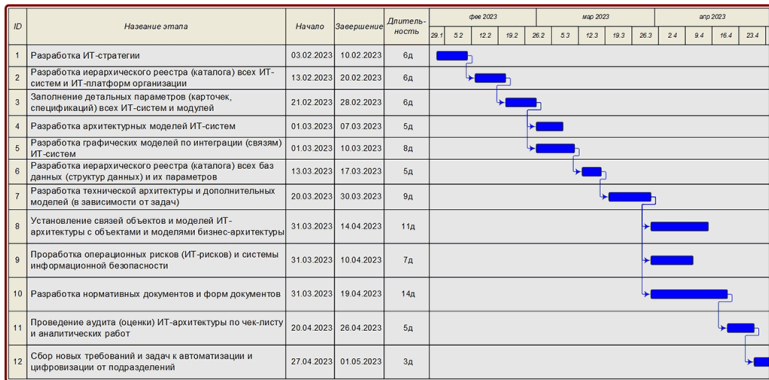 ID Название этапа Начало Завершение Длитель-
ность
фев 2023 мар 2023 апр 2023
29.1 5.2 12.2 19.2 26.2 5.3 12.3 19.3 26.3 2.4 9.4 16.4 23.4
1 Разработка ИТ-стратегии 03.02.2023 10.02.2023 6д
2 Разработка иерархического реестра (каталога) всех ИТ-
систем и ИТ-платформ организации 13.02.2023 20.02.2023 6д
3 Заполнение детальных параметров (карточек,
спецификаций) всех ИТ-систем и модулей 21.02.2023 28.02.2023 6д
4 Разработка архитектурных моделей ИТ-систем 01.03.2023 07.03.2023 5д
5 Разработка графических моделей по интеграции (связям)
ИТ-систем 01.03.2023 10.03.2023 8д
6 Разработка иерархического реестра (каталога) всех баз
данных (структур данных) и их параметров 13.03.2023 17.03.2023 5д
7 Разработка технической архитектуры и дополнительных
моделей (в зависимости от задач) 20.03.2023 30.03.2023 9д
8 Установление связей объектов и моделей ИТ-
архитектуры с объектами и моделями бизнес-архитектуры 31.03.2023 14.04.2023 11д
9 Проработка операционных рисков (ИТ-рисков) и системы
информационной безопасности 31.03.2023 10.04.2023 7д
10 Разработка нормативных документов и форм документов 31.03.2023 19.04.2023 14д
11 Проведение аудита (оценки) ИТ-архитектуры по чек-листу
и аналитических работ 20.04.2023 26.04.2023 5д
12 Сбор новых требований и задач к автоматизации и
цифровизации от подразделений 27.04.2023 01.05.2023 3д